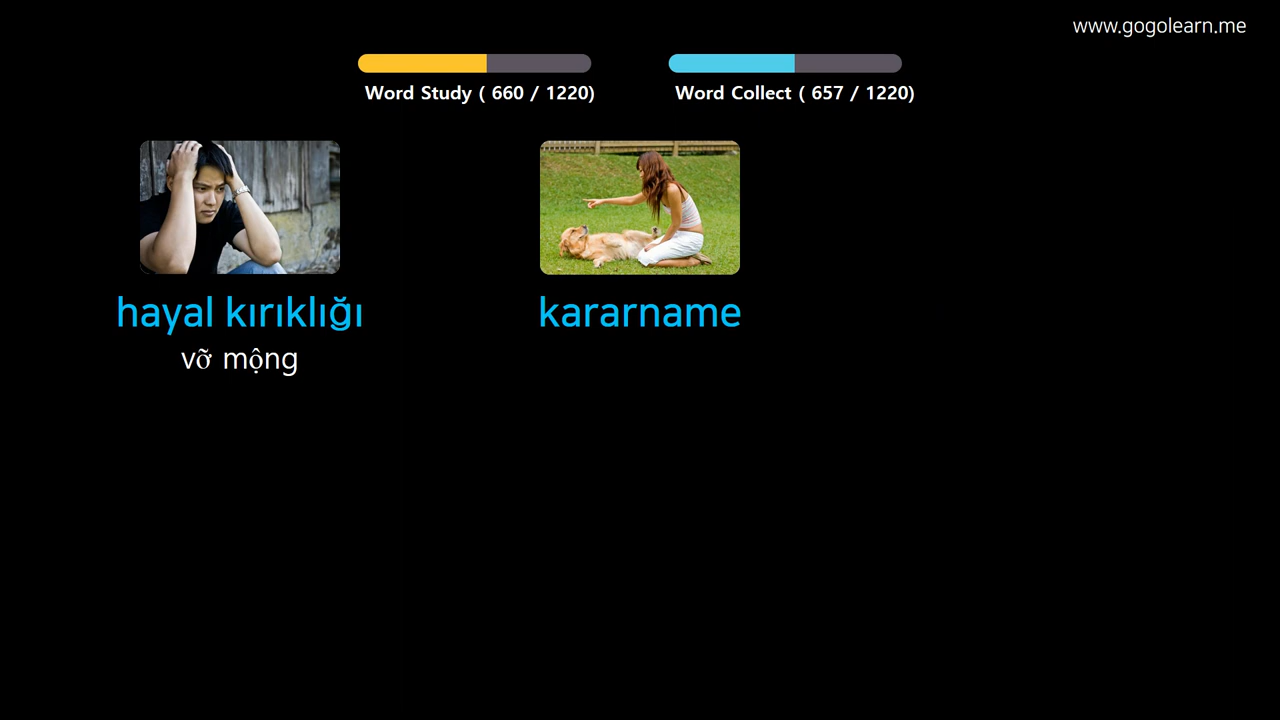 www.gogolearn.me
Word Study ( 660 / 1220)
Word Collect ( 657 / 1220)
hayal kırıklığı
vỡ mộng
kararname